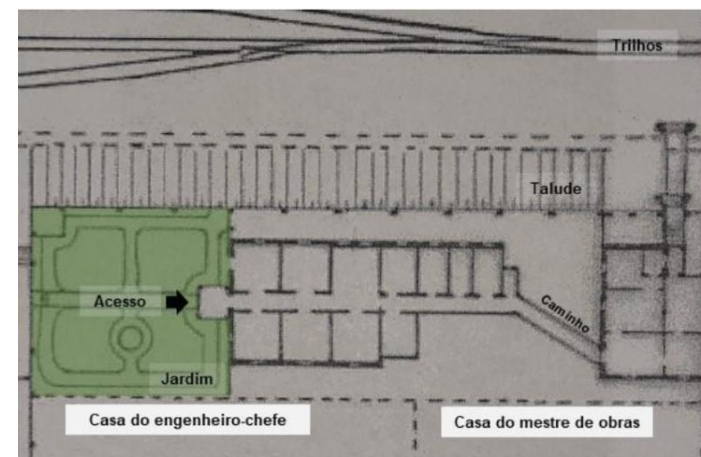 Trilhos
Talude
Acesso
Caminho
Jardim
Casa do engenheiro-chefe
Casa do mestre de obras